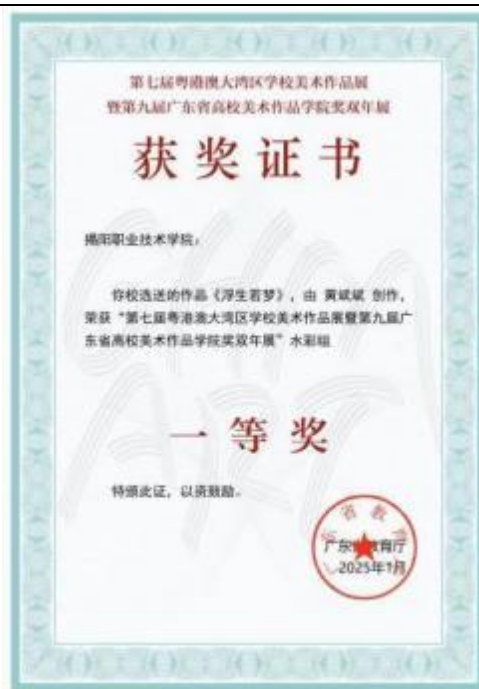 第七届粤港澳大湾区学校美术作品展
暨第九届广东省高校美术作品学院奖双年展
获奖证书
揭阳职业技术学院：
你校选送的作品《浮生若梦》，由 黄斌斌 创作，
荣获“第七届粤港澳大湾区学校美术作品展暨第九届广
东省高校美术作品学院奖双年展”水彩组
一等奖
特颁此证，以资鼓励。
广东省教育厅
2025年1月